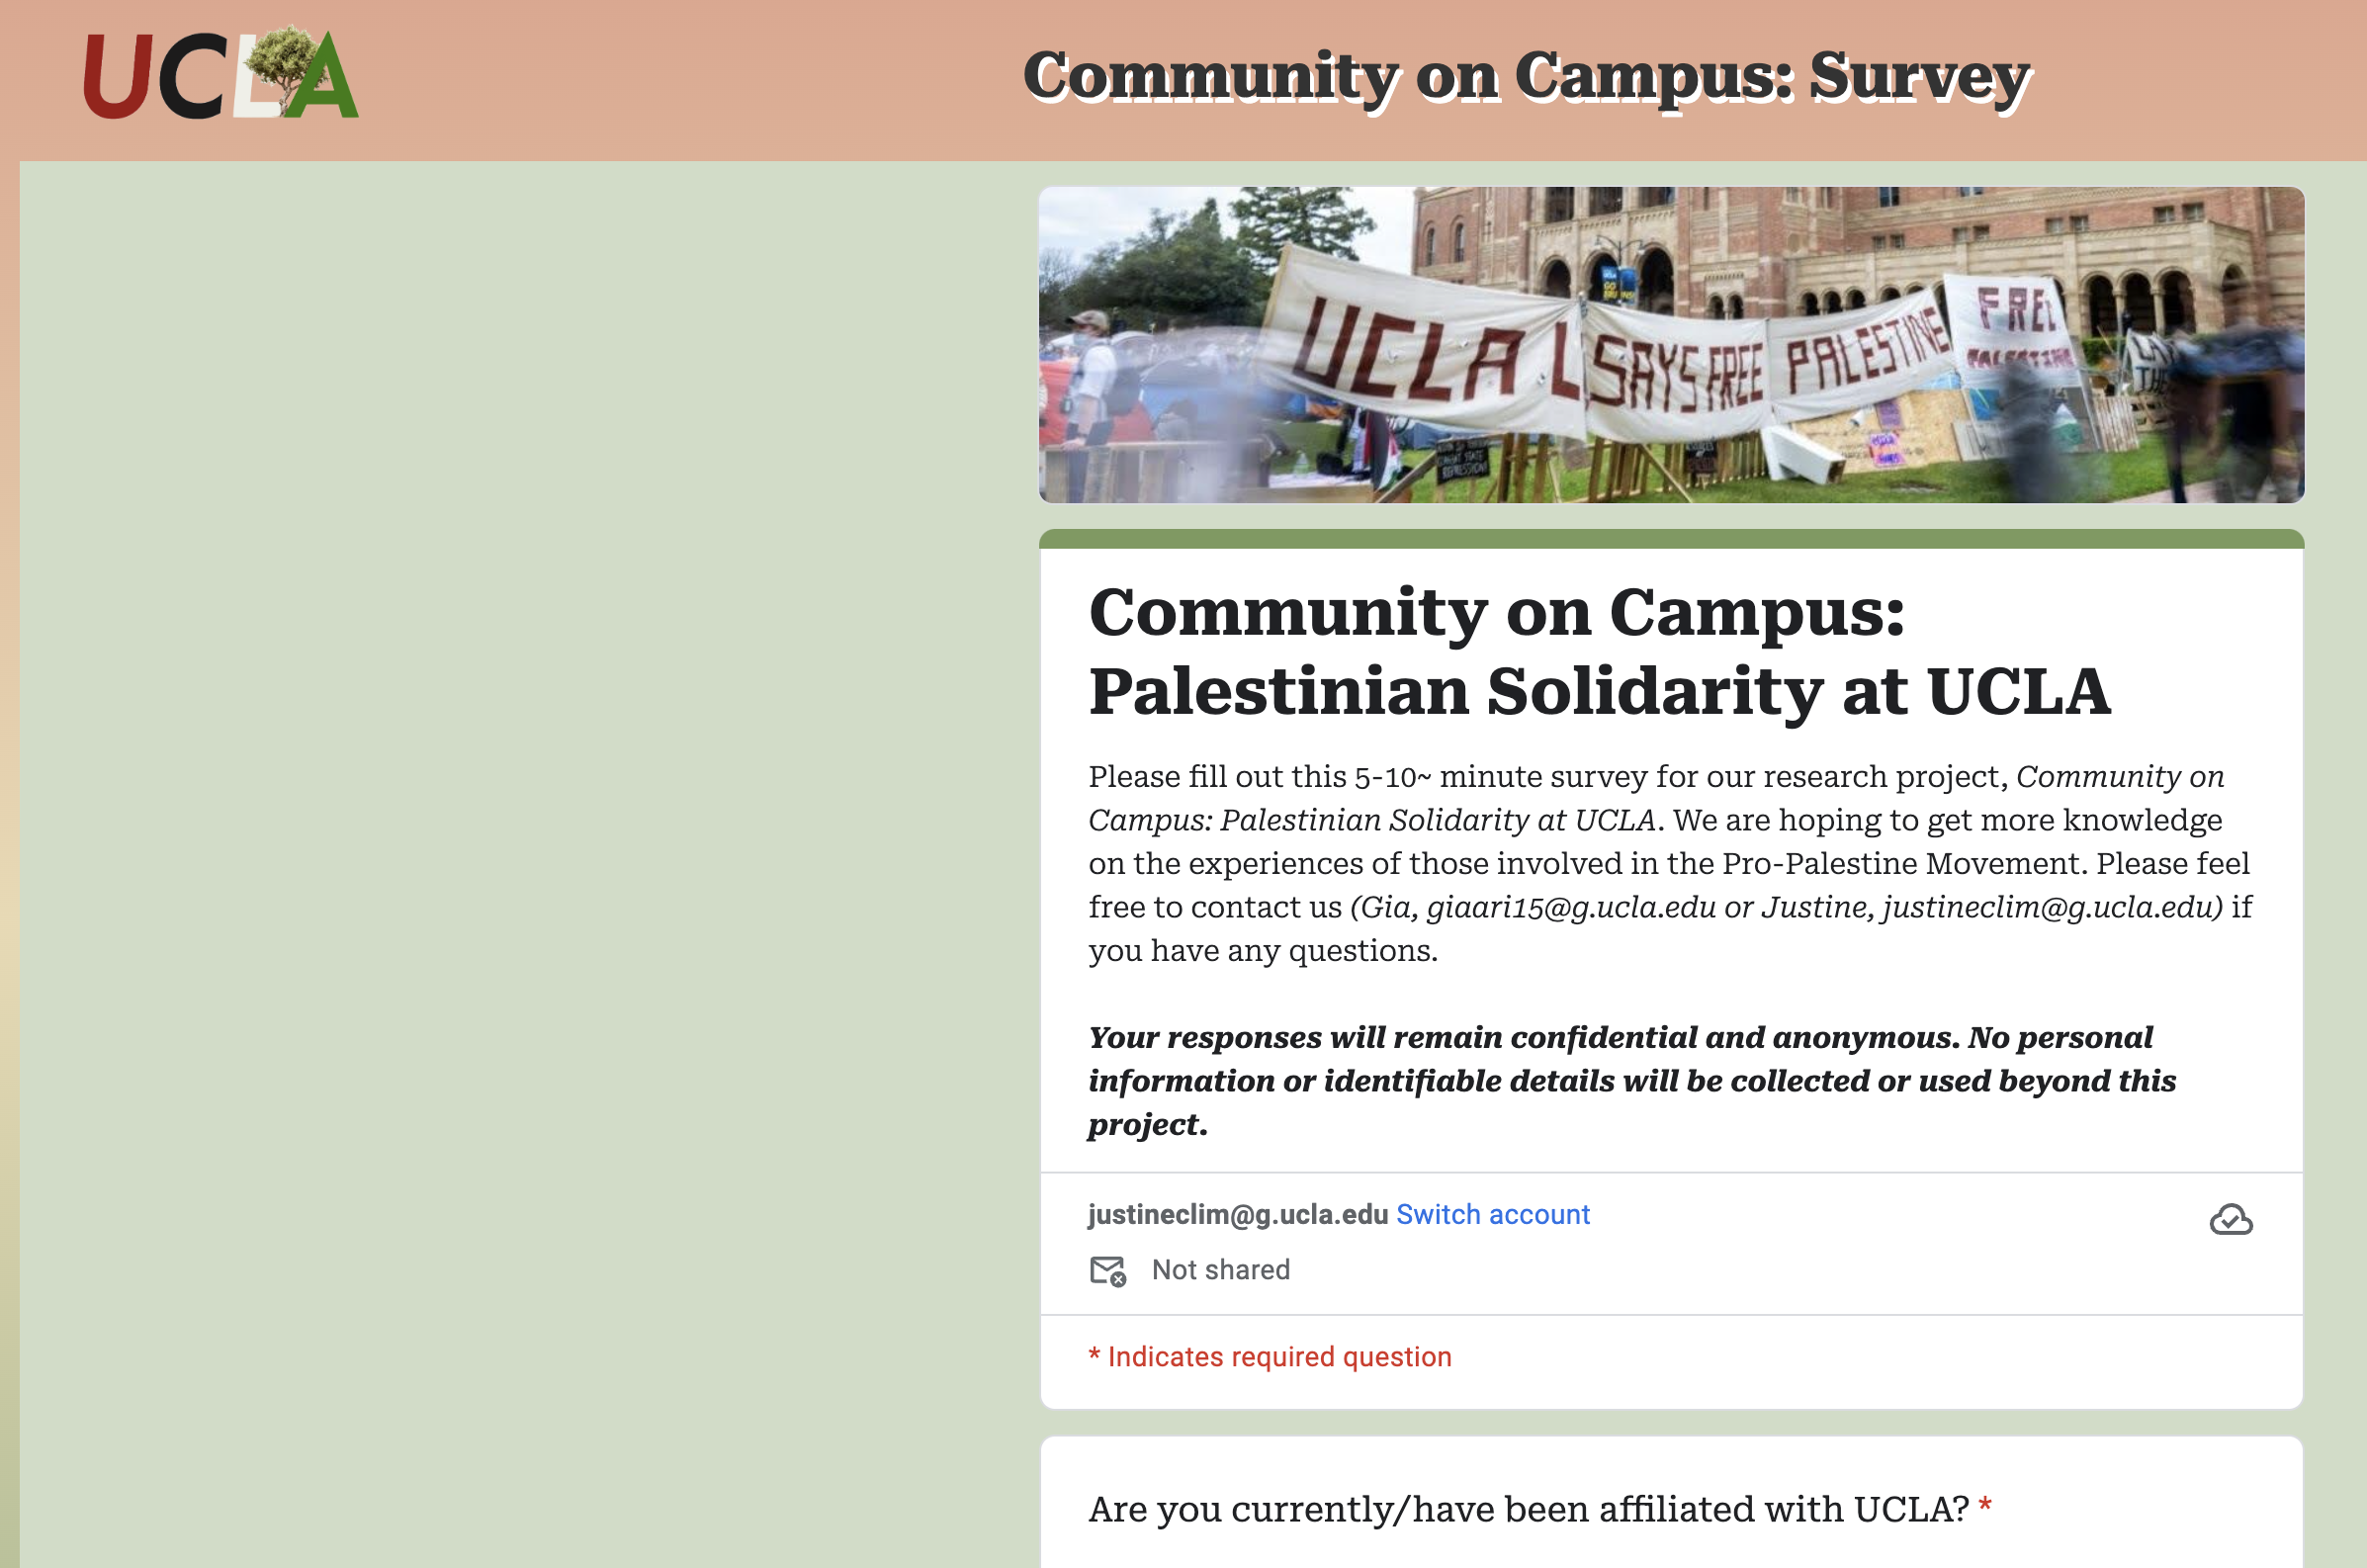 UCLA
Community on Campus: Survey
UCLA L SAYS FREE PALESTINE
FREE
PALESTINE
Community on Campus:
Palestinian Solidarity at UCLA
Please fill out this 5-10~ minute survey for our research project, Community on
Campus: Palestinian Solidarity at UCLA. We are hoping to get more knowledge
on the experiences of those involved in the Pro-Palestine Movement. Please feel
free to contact us (Gia, giaari15@g.ucla.edu or Justine, justineclim@g.ucla.edu) if
you have any questions.
Your responses will remain confidential and anonymous. No personal
information or identifiable details will be collected or used beyond this
project.
justineclim@g.ucla.edu Switch account
Not shared
* Indicates required question
Are you currently/have been affiliated with UCLA? *